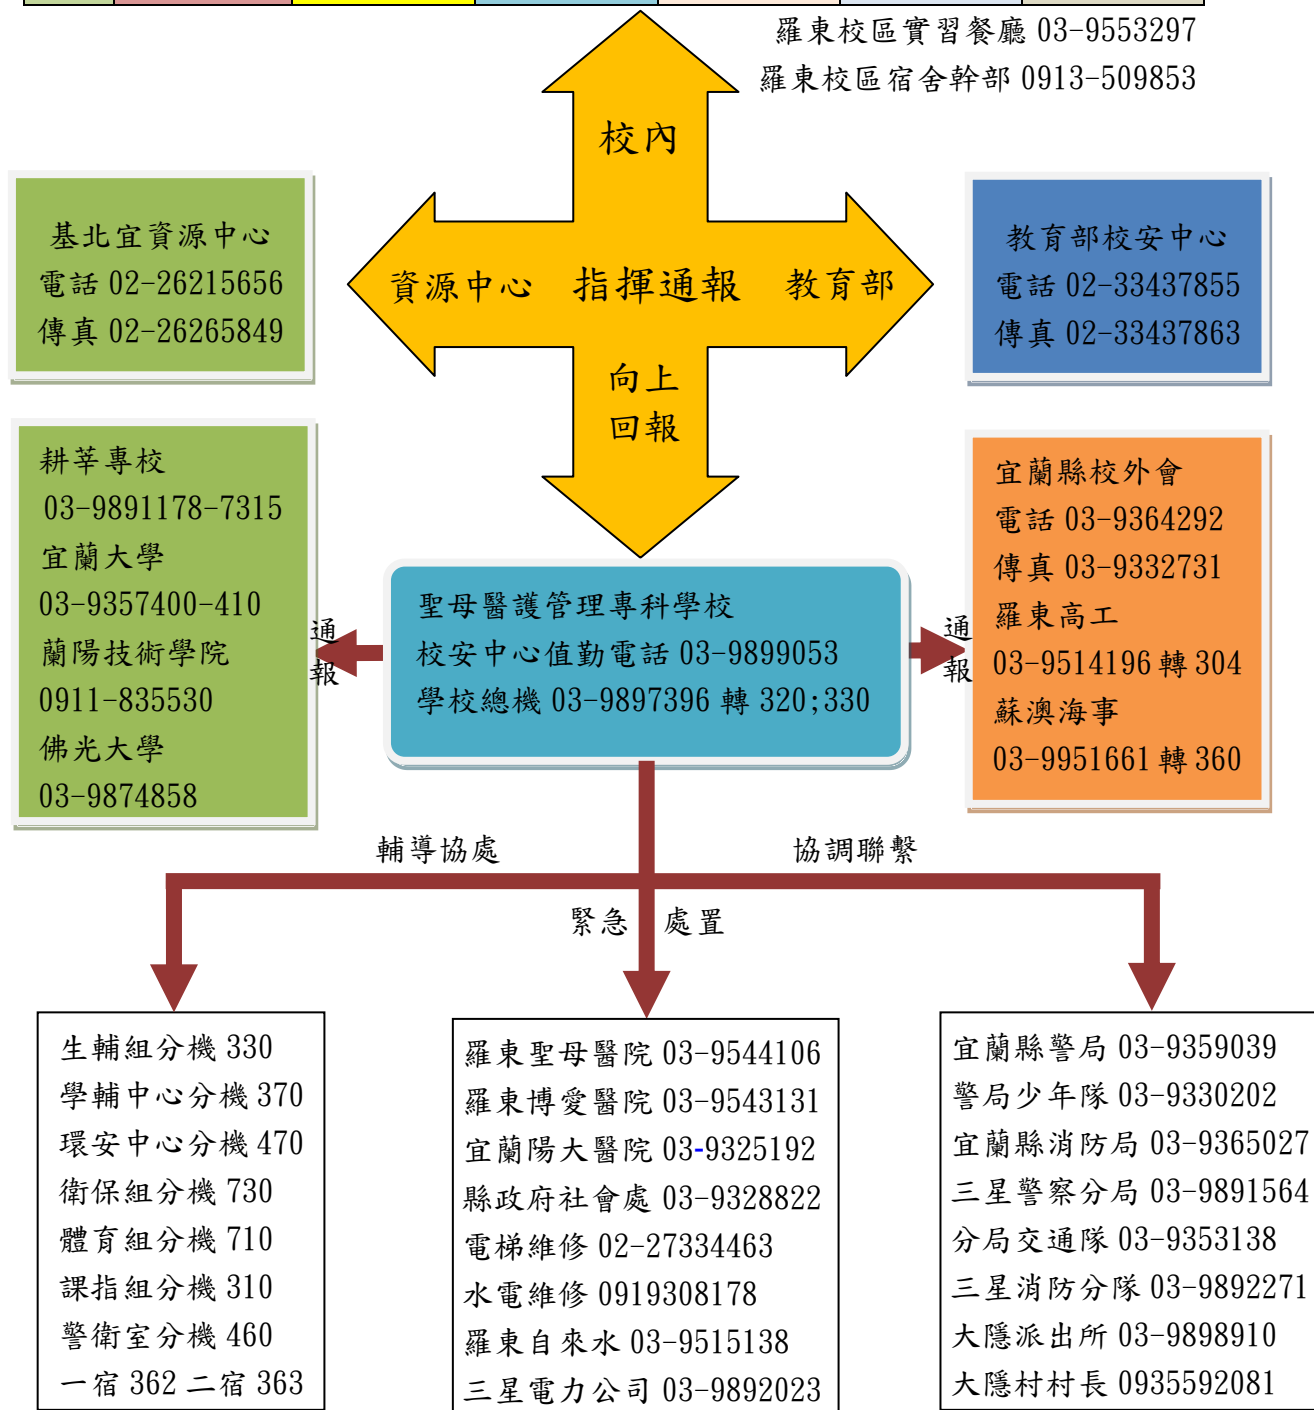 羅東校區實習餐廳 03-9553297
羅東校區宿舍幹部 0913-509853
校內
資源中心 指揮通報 教育部
向上
回報
基北宜資源中心
電話 02-26215656
傳真 02-26265849
教育部校安中心
電話 02-33437855
傳真 02-33437863
耕莘專校
03-9891178-7315
宜蘭大學
03-9357400-410
蘭陽技術學院
0911-835530
佛光大學
03-9874858
通
報
聖母醫護管理專科學校
校安中心值勤電話 03-9899053
學校總機 03-9897396 轉 320;330
通
報
宜蘭縣校外會
電話 03-9364292
傳真 03-9332731
羅東高工
03-9514196 轉 304
蘇澳海事
03-9951661 轉 360
輔導協處
協調聯繫
緊急 處置
生輔組分機 330
學輔中心分機 370
環安中心分機 470
衛保組分機 730
體育組分機 710
課指組分機 310
警衛室分機 460
一宿 362 二宿 363
羅東聖母醫院 03-9544106
羅東博愛醫院 03-9543131
宜蘭陽大醫院 03-9325192
縣政府社會處 03-9328822
電梯維修 02-27334463
水電維修 0919308178
羅東自來水 03-9515138
三星電力公司 03-9892023
宜蘭縣警局 03-9359039
警局少年隊 03-9330202
宜蘭縣消防局 03-9365027
三星警察分局 03-9891564
分局交通隊 03-9353138
三星消防分隊 03-9892271
大隱派出所 03-9898910
大隱村村長 0935592081